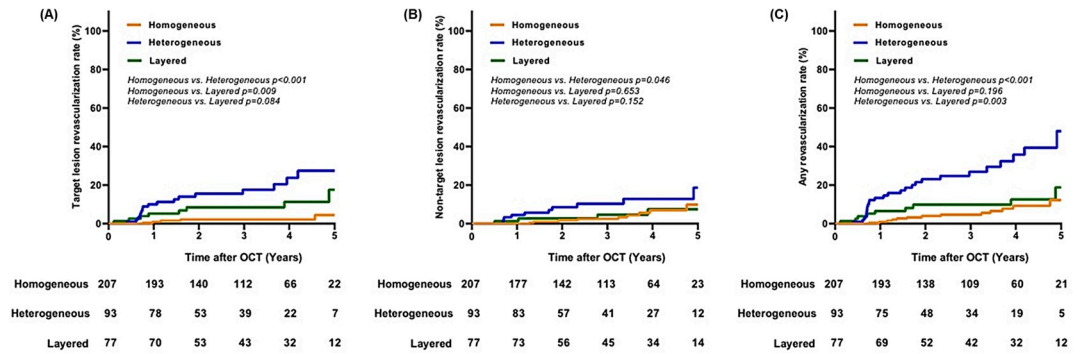 (A)
Target lesion revascularization rate (%)
100
80
60
40
20
0
Homogeneous
Heterogeneous
Layered
Homogeneous vs. Heterogeneous p<0.001
Homogeneous vs. Layered p=0.009
Heterogeneous vs. Layered p=0.084
0 1 2 3 4 5
Time after OCT (Years)
Homogeneous 207 193 140 112 66 22
Heterogeneous 93 78 53 39 22 7
Layered 77 70 53 43 32 12
(B)
Non-target lesion revascularization rate (%)
100
80
60
40
20
0
Homogeneous
Heterogeneous
Layered
Homogeneous vs. Heterogeneous p=0.046
Homogeneous vs. Layered p=0.653
Heterogeneous vs. Layered p=0.152
0 1 2 3 4 5
Time after OCT (Years)
Homogeneous 207 177 142 113 64 23
Heterogeneous 93 83 57 41 27 12
Layered 77 73 56 45 34 14
(C)
Any revascularization rate (%)
100
80
60
40
20
0
Homogeneous
Heterogeneous
Layered
Homogeneous vs. Heterogeneous p<0.001
Homogeneous vs. Layered p=0.196
Heterogeneous vs. Layered p=0.003
0 1 2 3 4 5
Time after OCT (Years)
Homogeneous 207 193 138 109 60 21
Heterogeneous 93 75 48 34 19 5
Layered 77 69 52 42 32 12